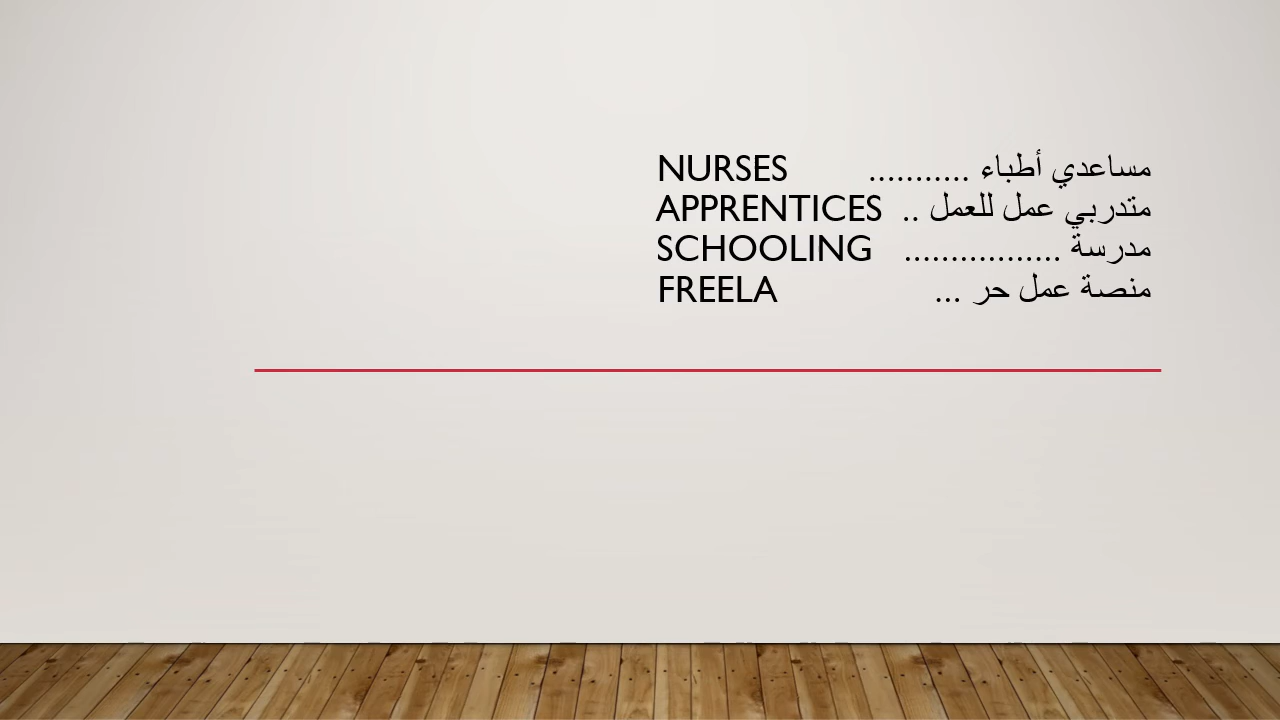 مساعدي أطباء ........... NURSES
متدربي عمل للعمل .. APPRENTICES
مدرسة ................. SCHOOLING
منصة عمل حر ... FREELA